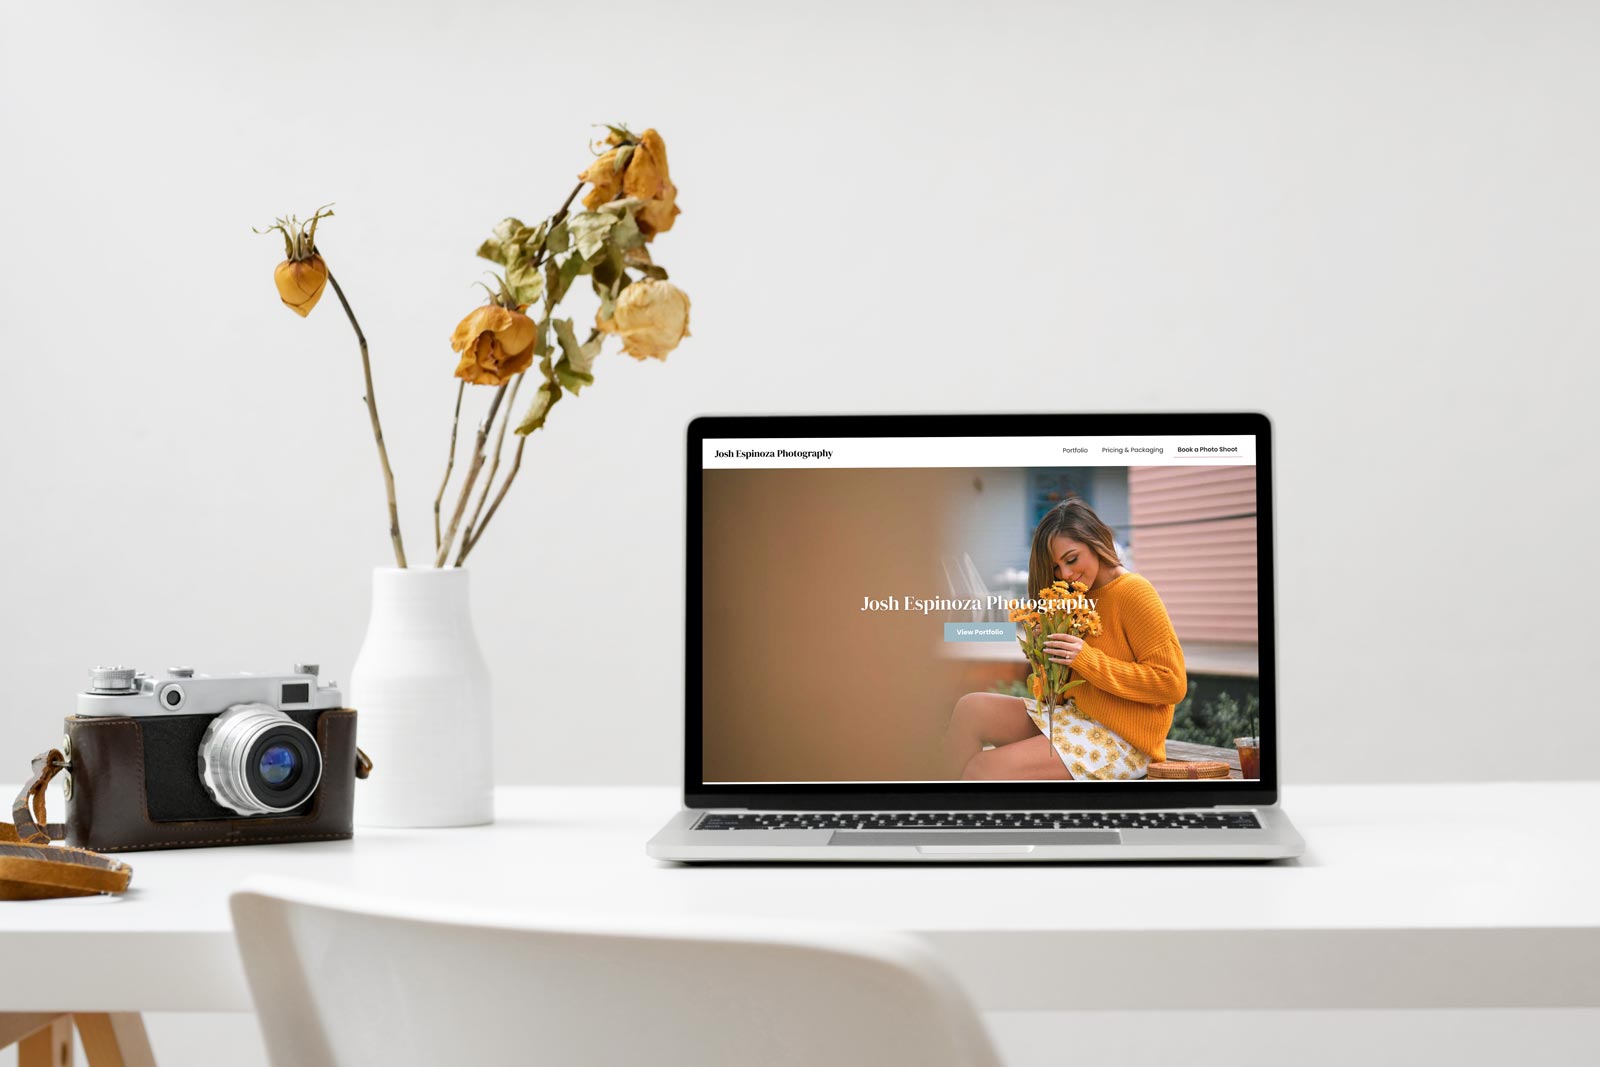 Josh Espinoza Photography
Portfolio
Pricing & Packaging
Book a Photo Shoot
Josh Espinoza Photography
View Portfolio